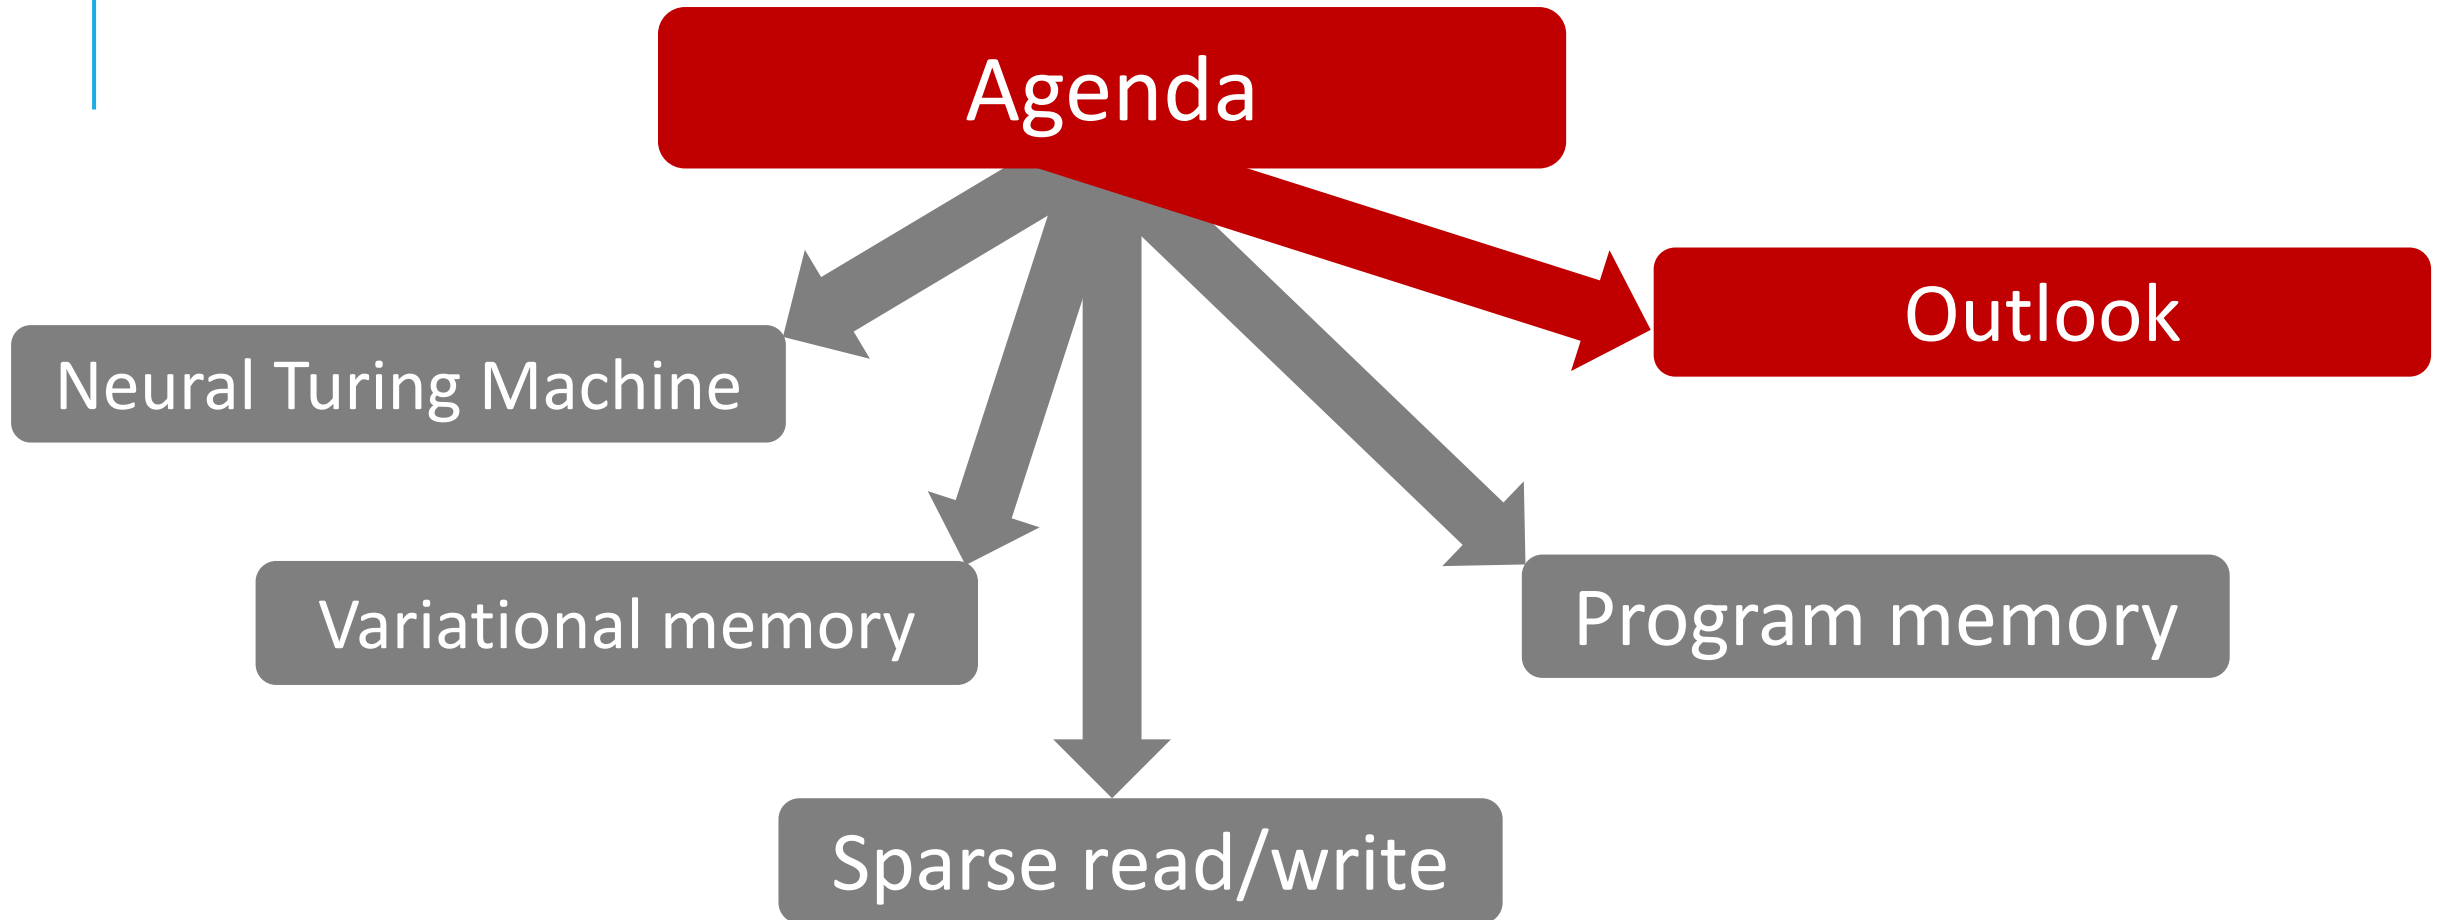 Agenda
Outlook
Neural Turing Machine
Program memory
Variational memory
Sparse read/write